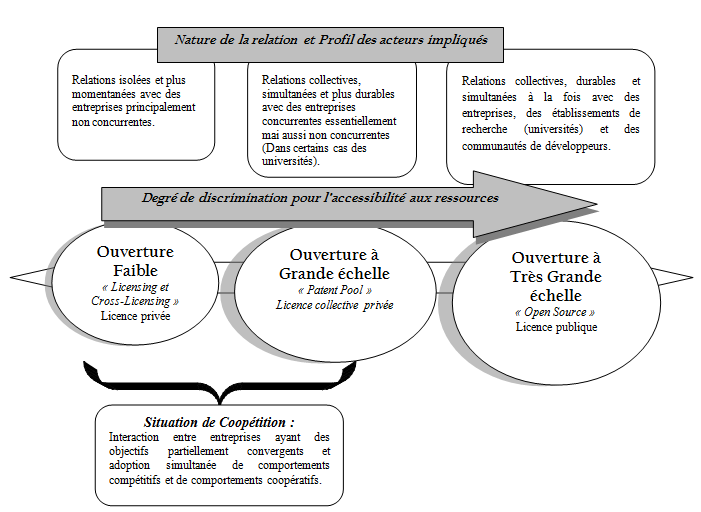 Nature de la relation et Profil des acteurs impliqués
Relations isolées et plus
momentanées avec des
entreprises principalement
non concurrentes.
Relations collectives,
simultanées et plus durables
avec des entreprises
concurrentes essentiellement
mai aussi non concurrentes
(Dans certains cas des
universités).
Relations collectives, durables et
simultanées à la fois avec des
entreprises, des établissements de
recherche (universités) et des
communautés de développeurs.
Degré de discrimination pour l'accessibilité aux ressources
Ouverture
Faible
« Licensing et
Cross-Licensing »
Licence privée
Ouverture à
Grande échelle
« Patent Pool »
Licence collective privée
Ouverture à
Très Grande
échelle
« Open Source »
Licence publique
Situation de Coopétition :
Interaction entre entreprises ayant des
objectifs partiellement convergents et
adoption simultanée de comportements
compétitifs et de comportements coopératifs.